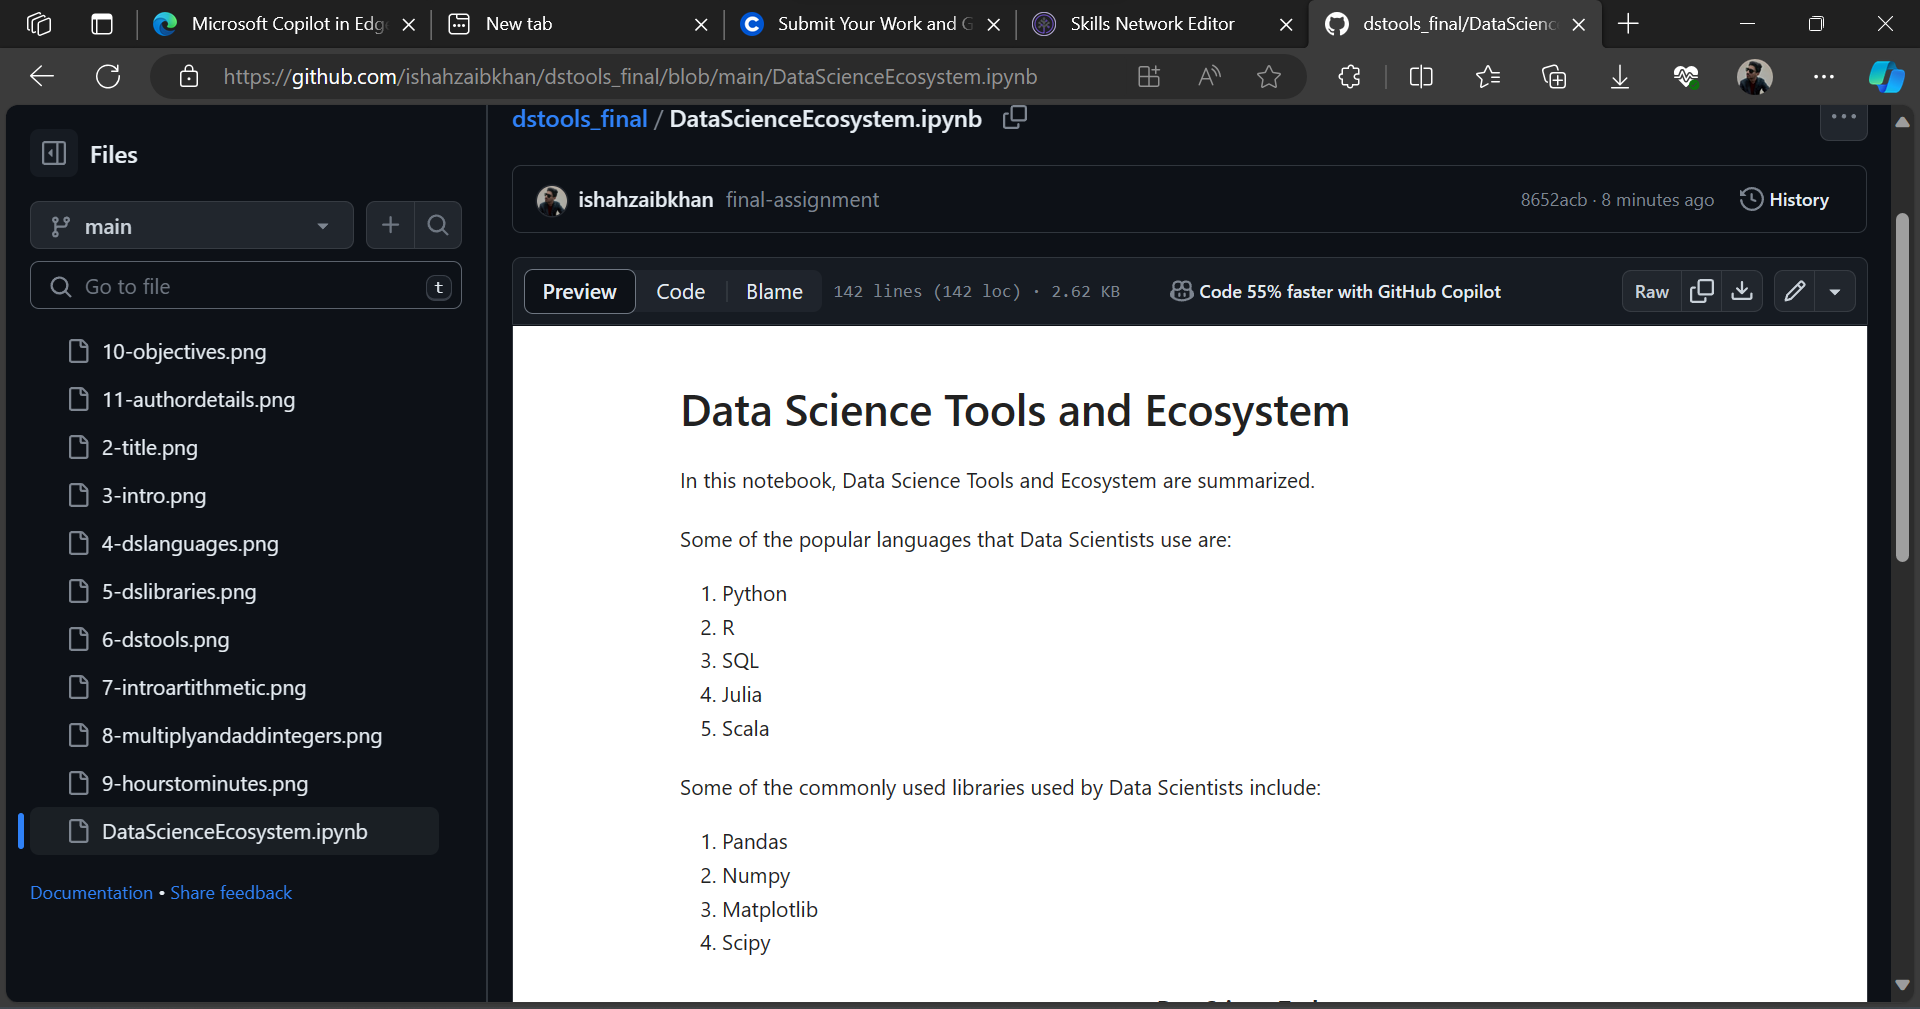 Microsoft Copilot in Edg
New tab
Submit Your Work and G
Skills Network Editor
dstools_final/DataScienc
https://github.com/ishahzaibkhan/dstools_final/blob/main/DataScienceEcosystem.ipynb
Files
main
Go to file
t
10-objectives.png
11-authordetails.png
2-title.png
3-intro.png
4-dslanguages.png
5-dslibraries.png
6-dstools.png
7-introartithmetic.png
8-multiplyandaddintegers.png
9-hourstominutes.png
DataScienceEcosystem.ipynb
Documentation • Share feedback
dstools_final / DataScienceEcosystem.ipynb
ishahzaibkhan final-assignment
8652acb · 8 minutes ago
History
Preview
Code
Blame
142 lines (142 loc) · 2.62 KB
Code 55% faster with GitHub Copilot
Raw
Data Science Tools and Ecosystem
In this notebook, Data Science Tools and Ecosystem are summarized.
Some of the popular languages that Data Scientists use are:
1. Python
2. R
3. SQL
4. Julia
5. Scala
Some of the commonly used libraries used by Data Scientists include:
1. Pandas
2. Numpy
3. Matplotlib
4. Scipy